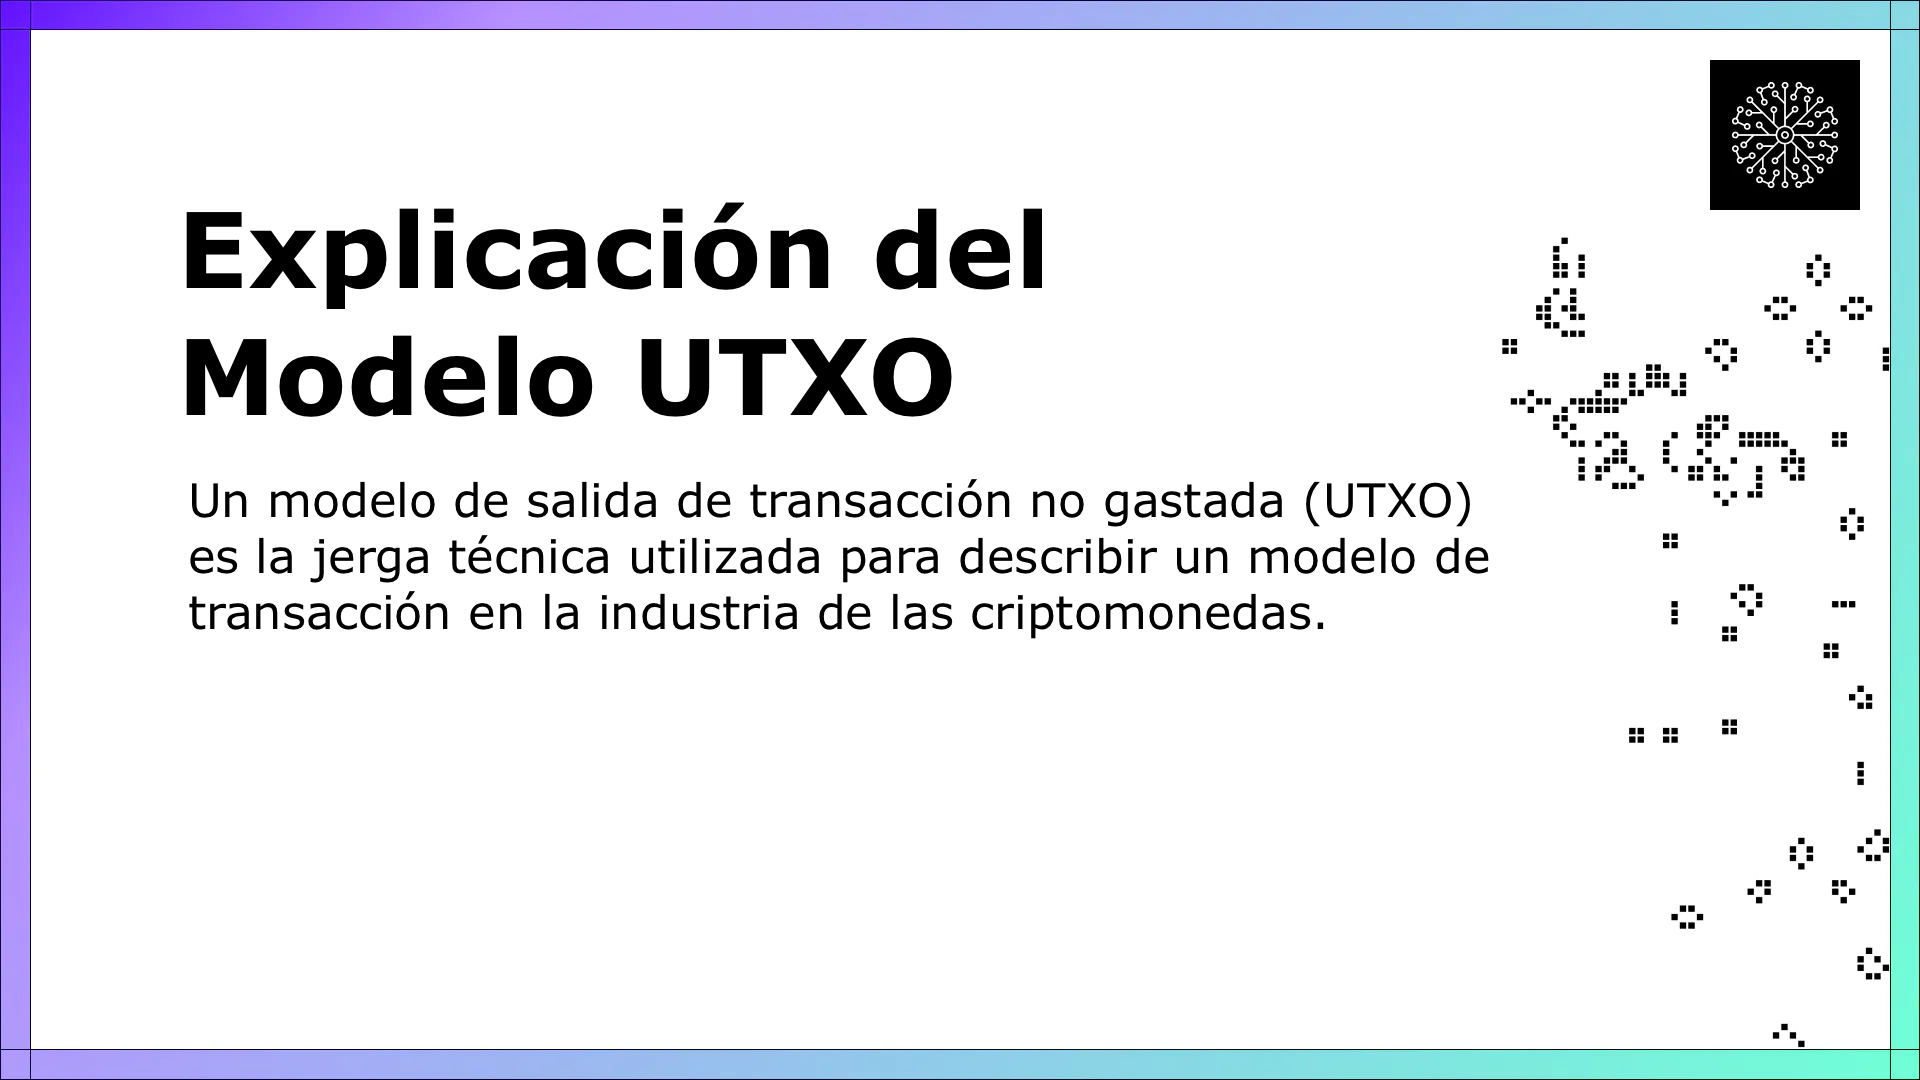 Explicación del
Modelo UTXO
Un modelo de salida de transacción no gastada (UTXO)
es la jerga técnica utilizada para describir un modelo de
transacción en la industria de las criptomonedas.